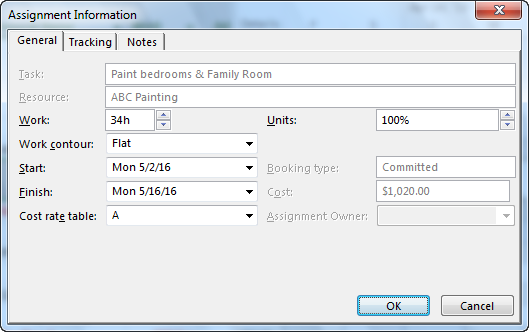 Assignment Information
General Tracking Notes
Task: Paint bedrooms & Family Room
Resource: ABC Painting
Work: 34h Units: 100%
Work contour: Flat
Start: Mon 5/2/16 Booking type: Committed
Finish: Mon 5/16/16 Cost: $1,020.00
Cost rate table: A Assignment Owner:
OK Cancel